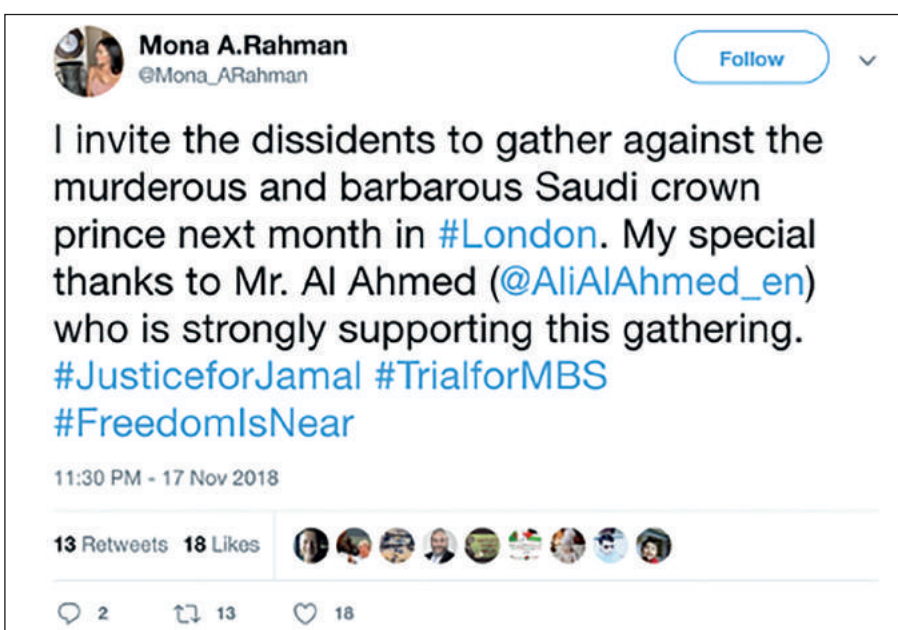 Mona A.Rahman
@Mona_ARahman
Follow
I invite the dissidents to gather against the
murderous and barbarous Saudi crown
prince next month in #London. My special
thanks to Mr. Al Ahmed (@AliAlAhmed_en)
who is strongly supporting this gathering.
#JusticeforJamal #TrialforMBS
#FreedomIsNear
11:30 PM - 17 Nov 2018
13 Retweets 18 Likes
2 13 18